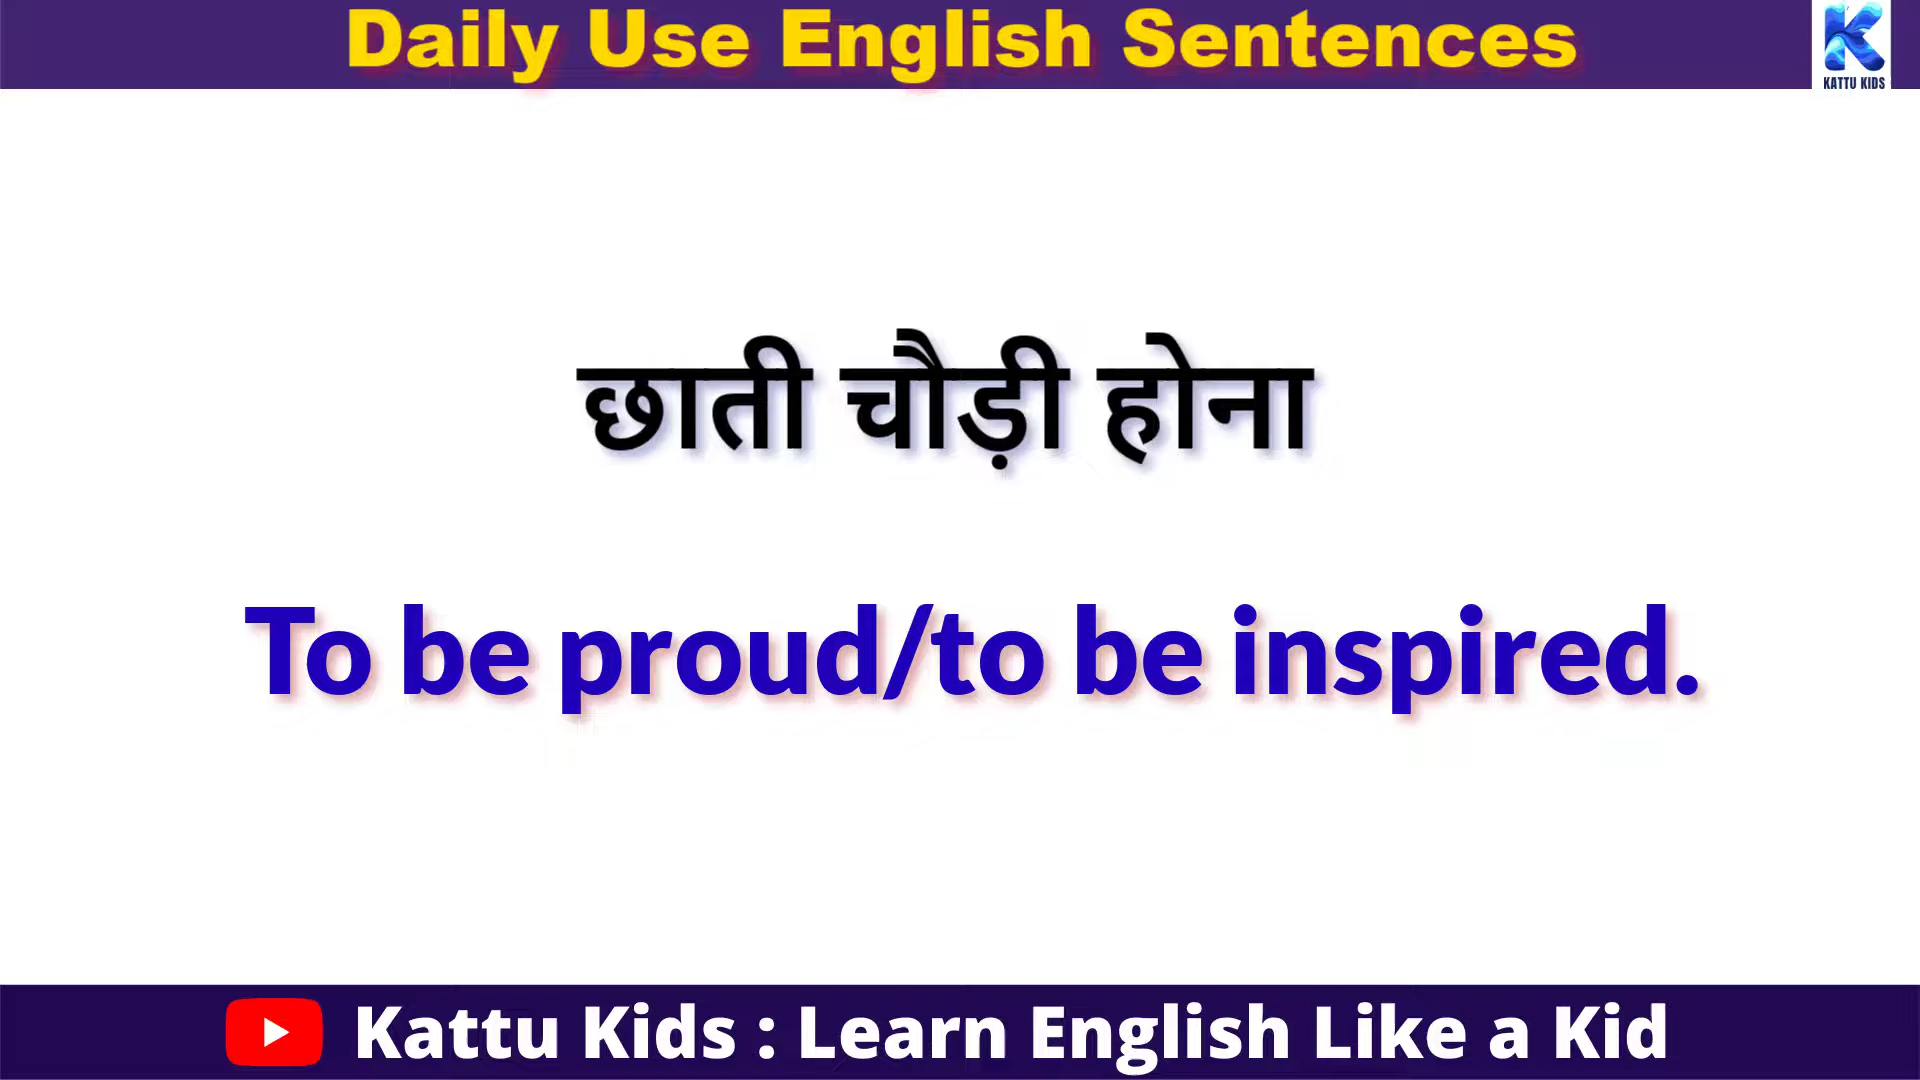 Daily Use English Sentences
KATTU KIDS
छाती चौड़ी होना
To be proud/to be inspired.
Kattu Kids : Learn English Like a Kid